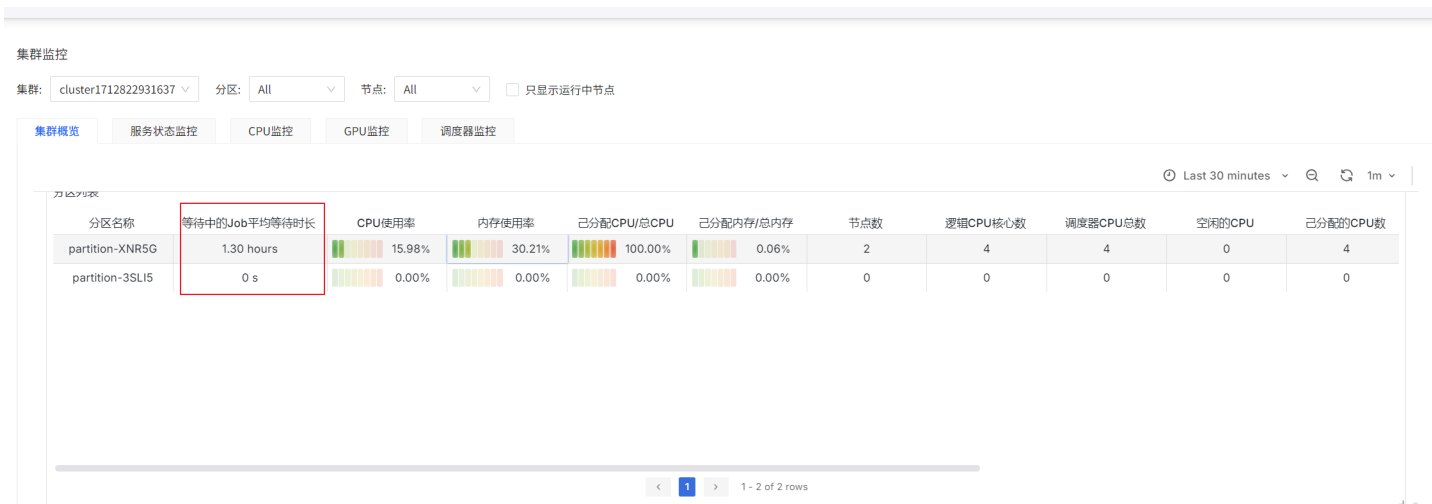 集群监控
集群: cluster1712822931637 分区: All 节点: All 只显示运行中节点
集群概览 服务状态监控 CPU监控 GPU监控 调度器监控
Last 30 minutes 1m
分区列表
分区名称 等待中的Job平均等待时长 CPU使用率 内存使用率 己分配CPU/总CPU 己分配内存/总内存 节点数 逻辑CPU核心数 调度器CPU总数 空闲的CPU 己分配的CPU数
partition-XNR5G 1.30 hours 15.98% 30.21% 100.00% 0.06% 2 4 4 0 4
partition-3SLI5 0 s 0.00% 0.00% 0.00% 0.00% 0 0 0 0 0
1 1 - 2 of 2 rows